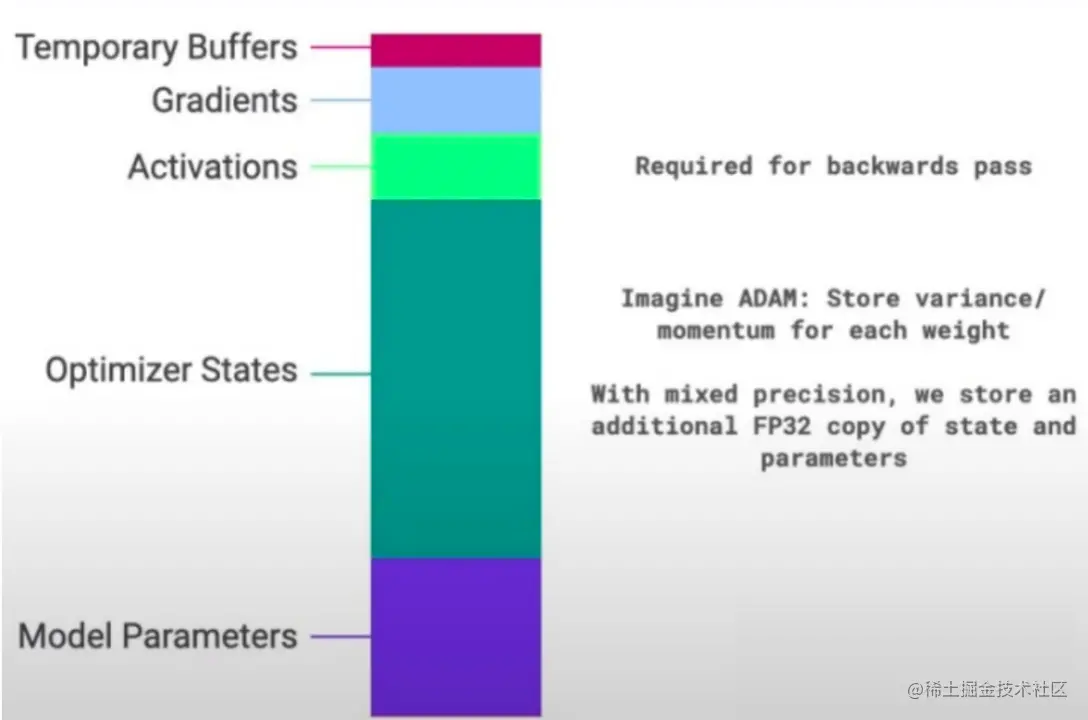 Temporary Buffers
Gradients
Activations
Required for backwards pass
Imagine ADAM: Store variance/
momentum for each weight
Optimizer States
With mixed precision, we store an
additional FP32 copy of state and
parameters
Model Parameters
@稀土掘金技术社区